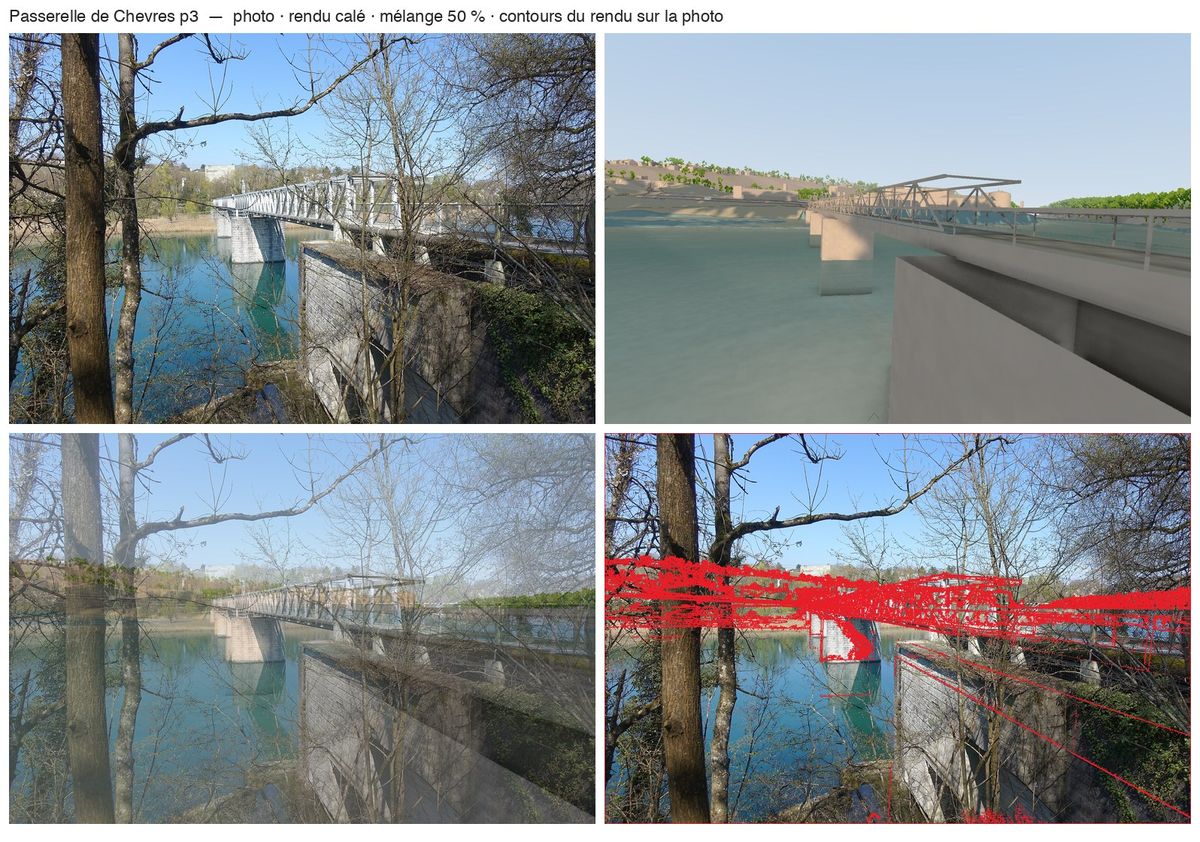 Passerelle de Chevres p3 — photo · rendu calé · mélange 50 % · contours du rendu sur la photo